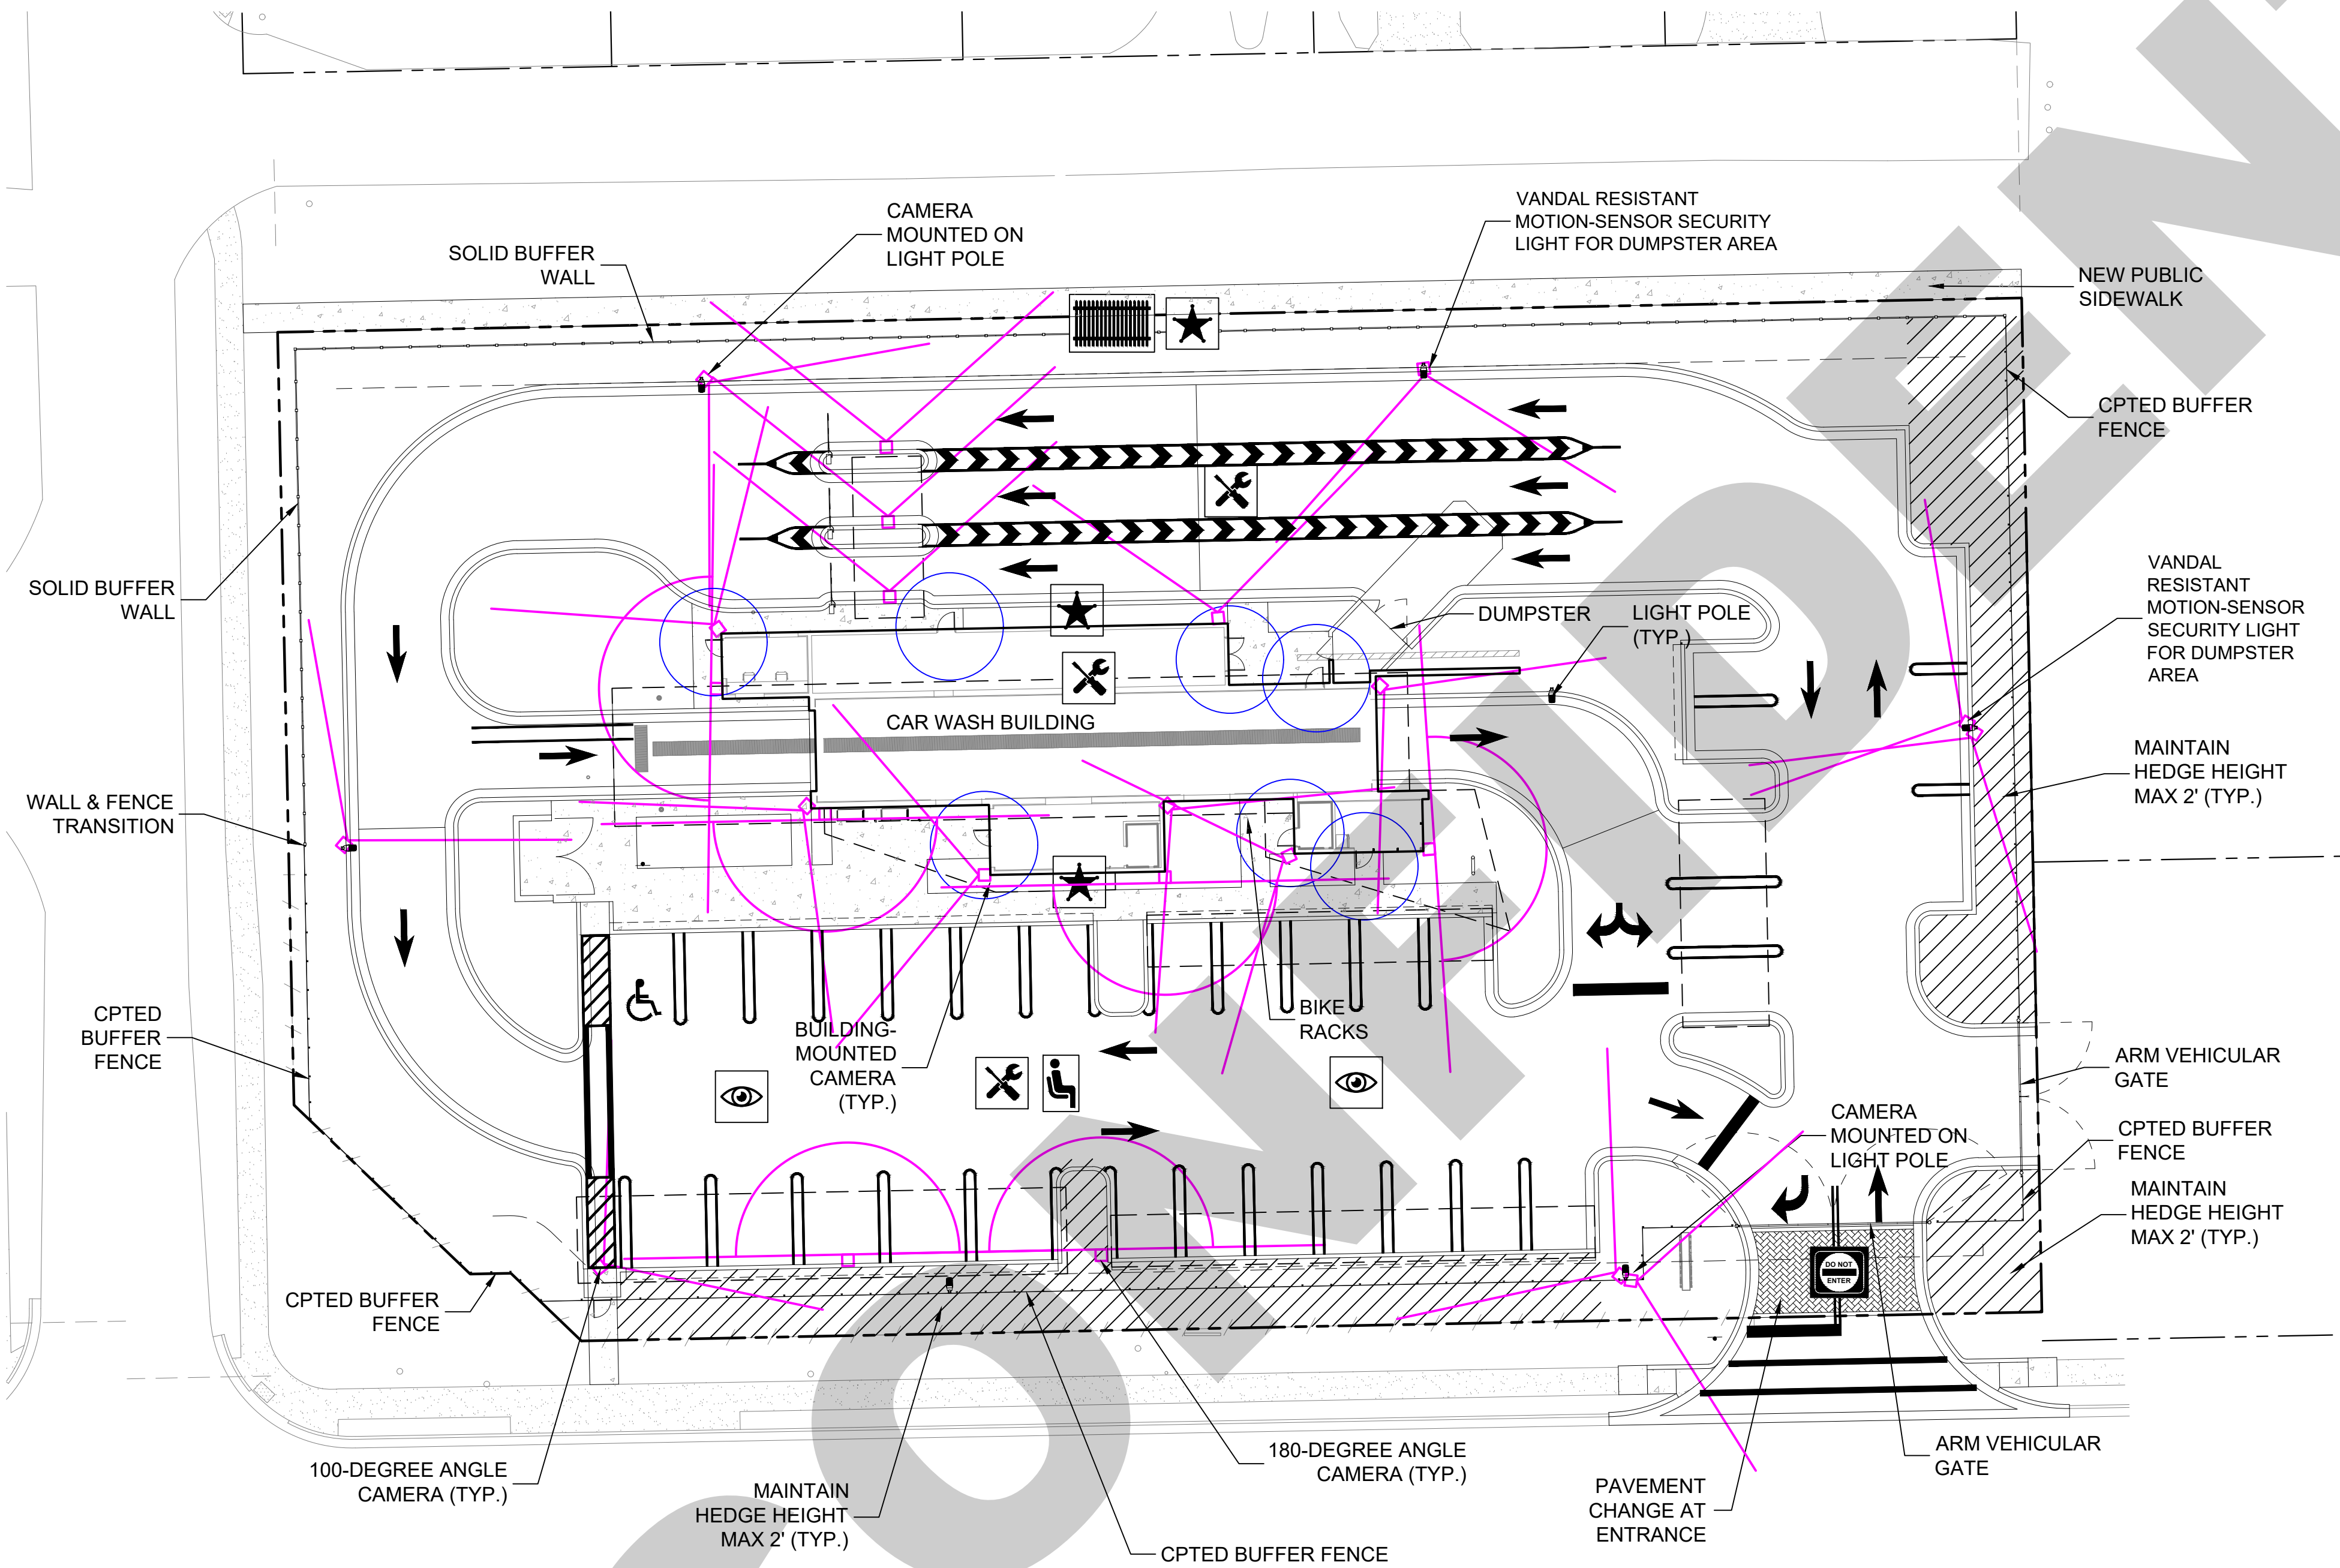 CAMERA
MOUNTED ON
LIGHT POLE
VANDAL RESISTANT
MOTION-SENSOR SECURITY
LIGHT FOR DUMPSTER AREA
SOLID BUFFER
WALL
NEW PUBLIC
SIDEWALK
CPTED BUFFER
FENCE
SOLID BUFFER
WALL
VANDAL
RESISTANT
MOTION-SENSOR
SECURITY LIGHT
FOR DUMPSTER
AREA
DUMPSTER
LIGHT POLE
(TYP.)
CAR WASH BUILDING
MAINTAIN
HEDGE HEIGHT
MAX 2' (TYP.)
WALL & FENCE
TRANSITION
CPTED
BUFFER
FENCE
BUILDING-
MOUNTED
CAMERA
(TYP.)
BIKE
RACKS
ARM VEHICULAR
GATE
CAMERA
MOUNTED ON
LIGHT POLE
CPTED BUFFER
FENCE
MAINTAIN
HEDGE HEIGHT
MAX 2' (TYP.)
DO NOT
ENTER
CPTED BUFFER
FENCE
100-DEGREE ANGLE
CAMERA (TYP.)
MAINTAIN
HEDGE HEIGHT
MAX 2' (TYP.)
180-DEGREE ANGLE
CAMERA (TYP.)
PAVEMENT
CHANGE AT
ENTRANCE
ARM VEHICULAR
GATE
CPTED BUFFER FENCE